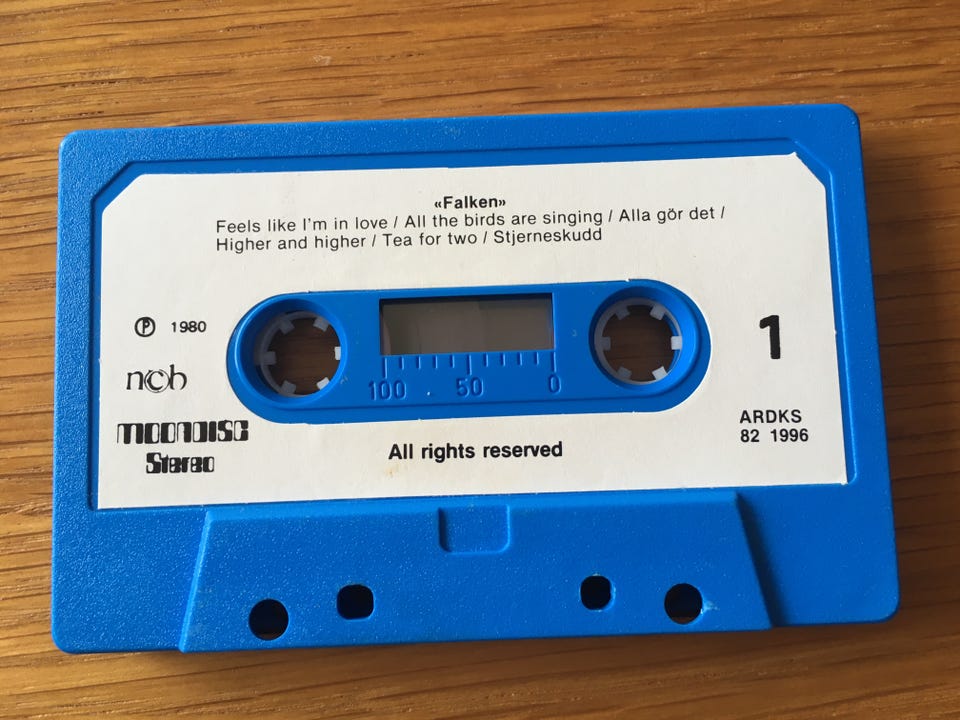 «Falken»
Feels like I'm in love / All the birds are singing / Alla gör det /
Higher and higher / Tea for two / Stjerneskudd
℗ 1980
1
ncb
100 50 0
MOONDISC
Stereo
All rights reserved
ARDKS
82 1996